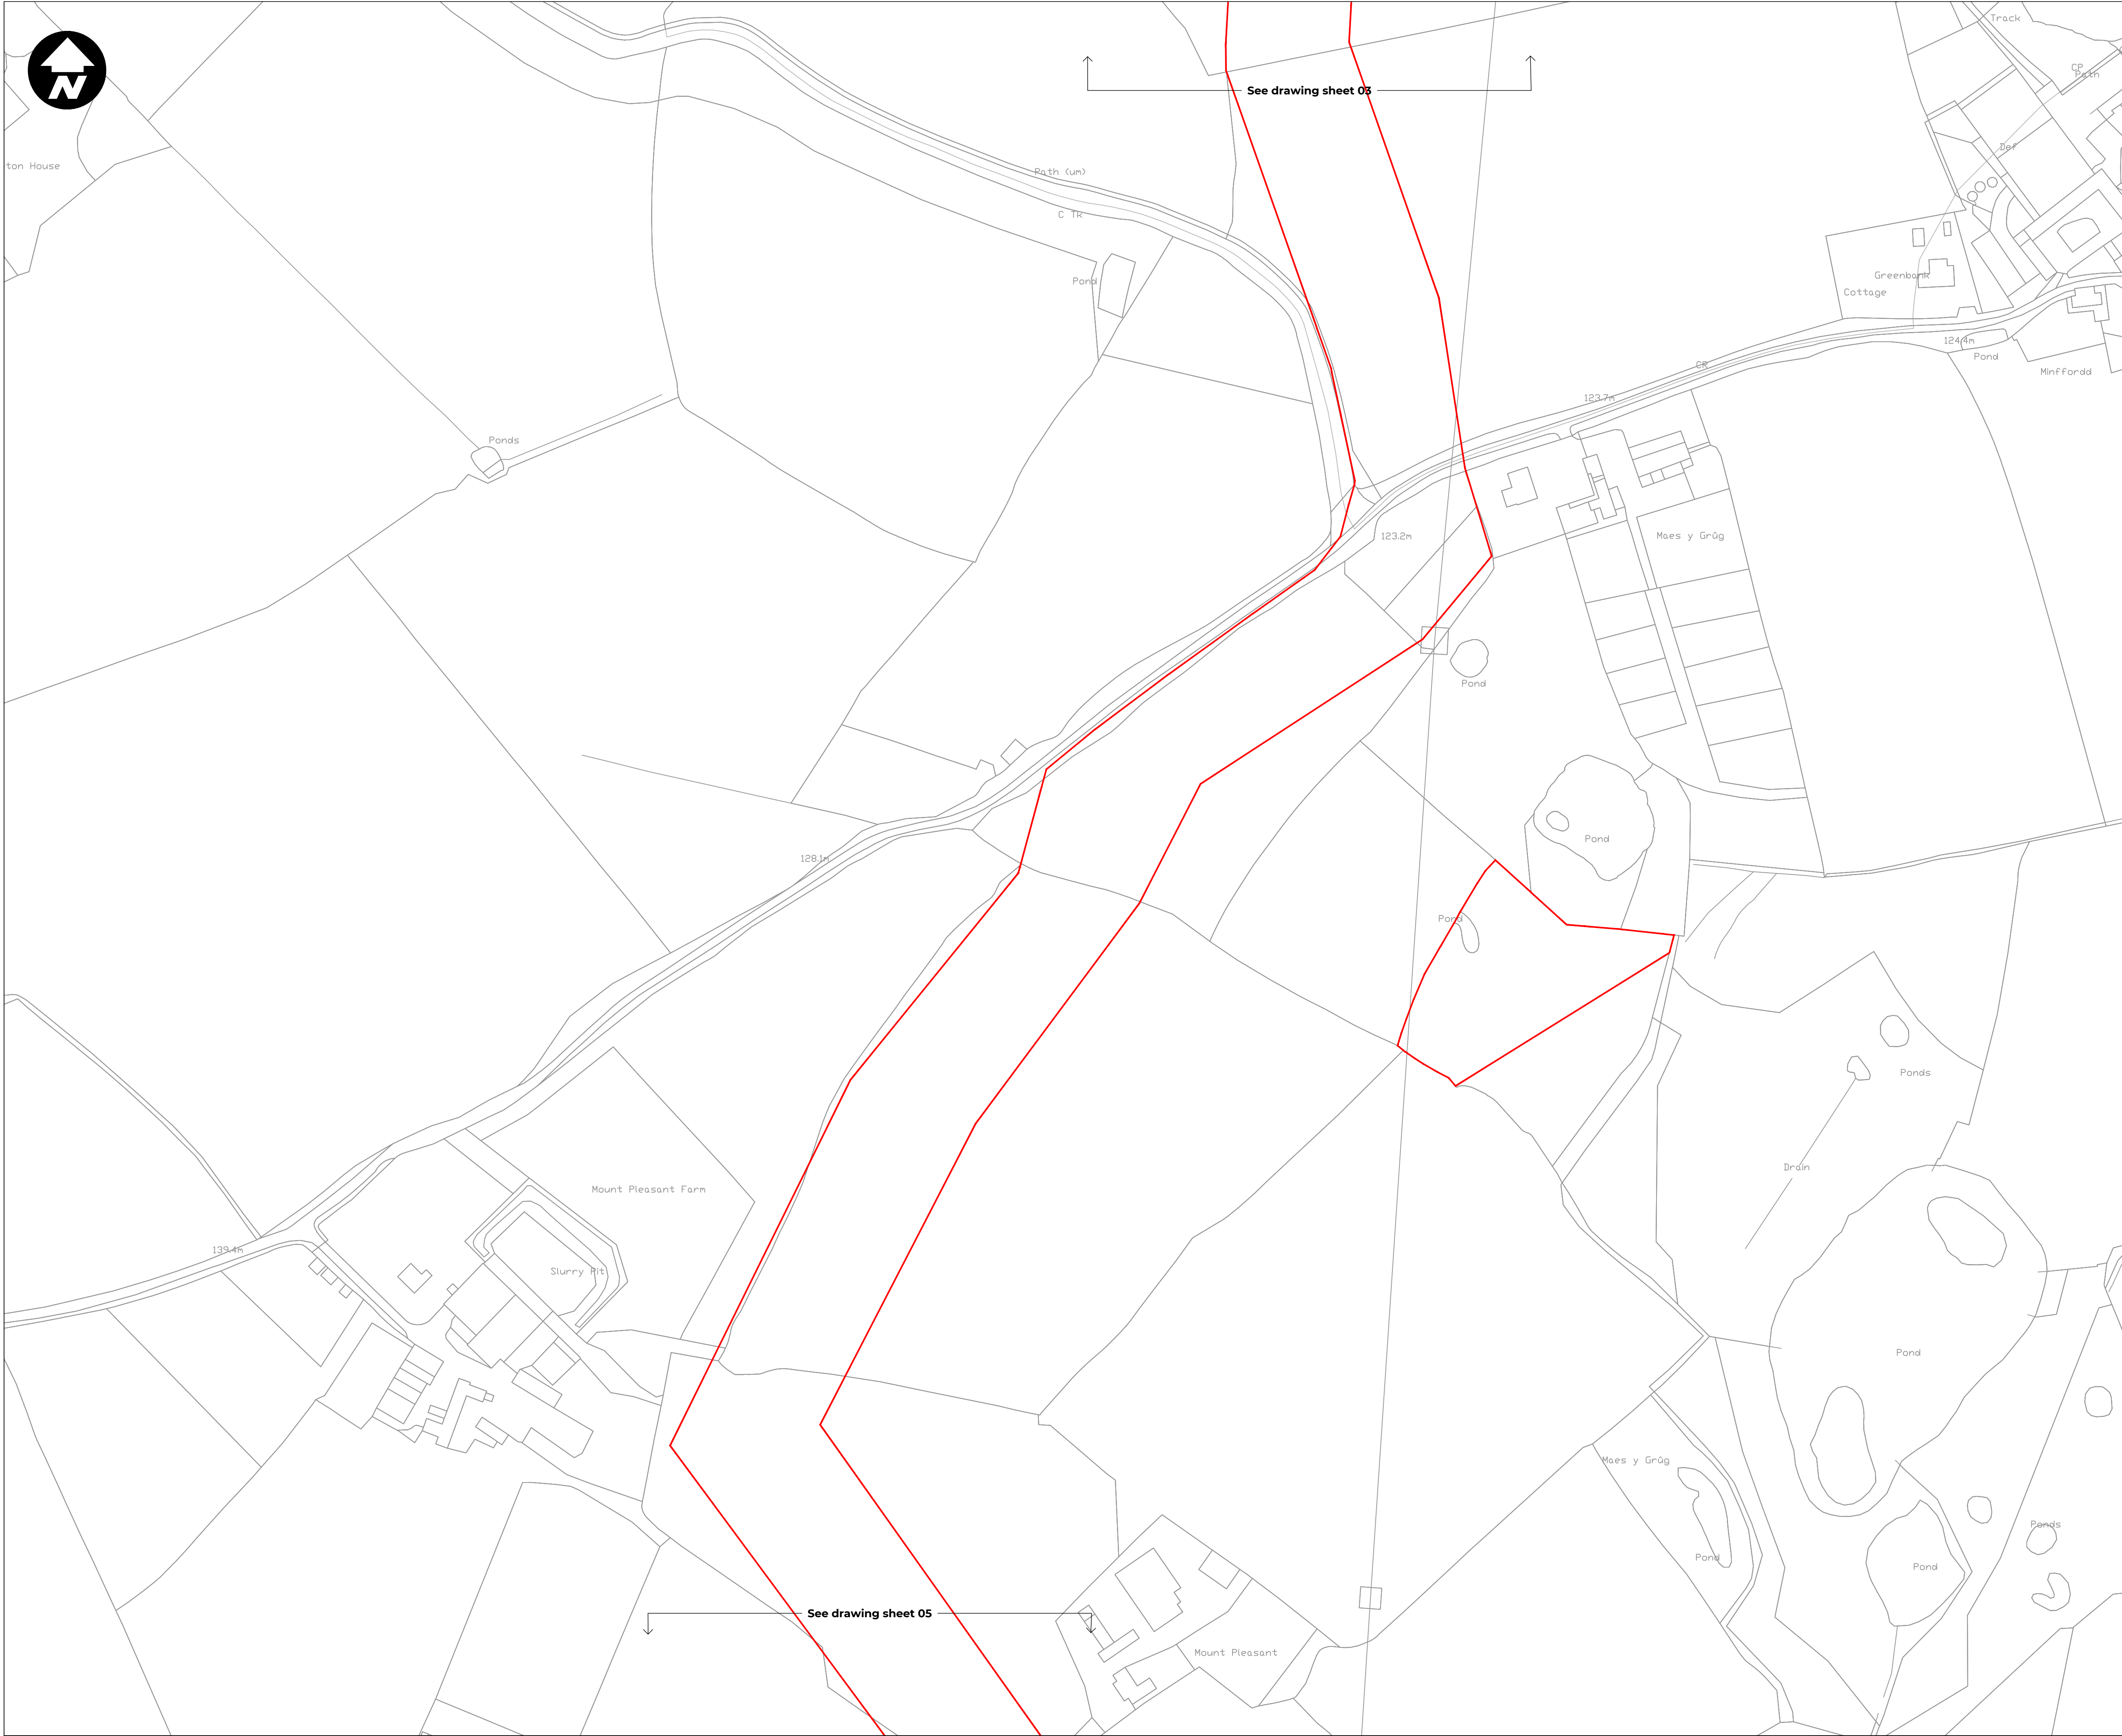 Track
N
CP
Path
See drawing sheet 03
Def
ton House
Path (um)
C Tk
Greenbank
Pond
Cottage
124.4m
Pond
CR
Minffordd
123.7m
Ponds
123.2m
Maes y Grûg
Pond
Pond
128.1m
Pond
Ponds
Drain
Mount Pleasant Farm
139.4m
Slurry Pit
Pond
Maes y Grûg
Ponds
Pond
Pond
See drawing sheet 05
Mount Pleasant